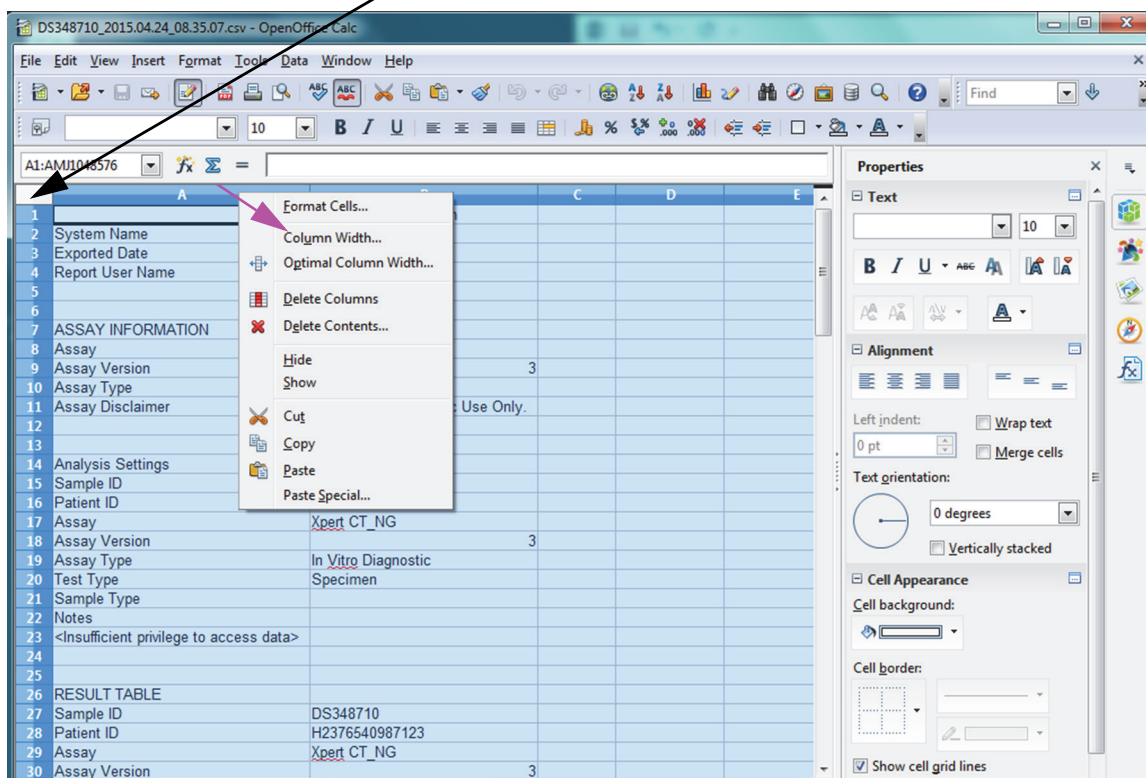 DS348710_2015.04.24_08.35.07.csv - OpenOffice Calc
File Edit View Insert Format Tools Data Window Help
Find
10
A1:AMJ1048576
A C D E
1
2 System Name
3 Exported Date
4 Report User Name
5
6
7 ASSAY INFORMATION
8 Assay
9 Assay Version 3
10 Assay Type
11 Assay Disclaimer Use Only.
12
13
14 Analysis Settings
15 Sample ID
16 Patient ID
17 Assay Xpert CT_NG
18 Assay Version 3
19 Assay Type In Vitro Diagnostic
20 Test Type Specimen
21 Sample Type
22 Notes
23 <Insufficient privilege to access data>
24
25
26 RESULT TABLE
27 Sample ID DS348710
28 Patient ID H2376540987123
29 Assay Xpert CT_NG
30 Assay Version 3
Format Cells...
Column Width...
Optimal Column Width...
Delete Columns
Delete Contents...
Hide
Show
Cut
Copy
Paste
Paste Special...
Properties
Text
10
Alignment
Left indent:
0 pt
Wrap text
Merge cells
Text orientation:
0 degrees
Vertically stacked
Cell Appearance
Cell background:
Cell border:
Show cell grid lines